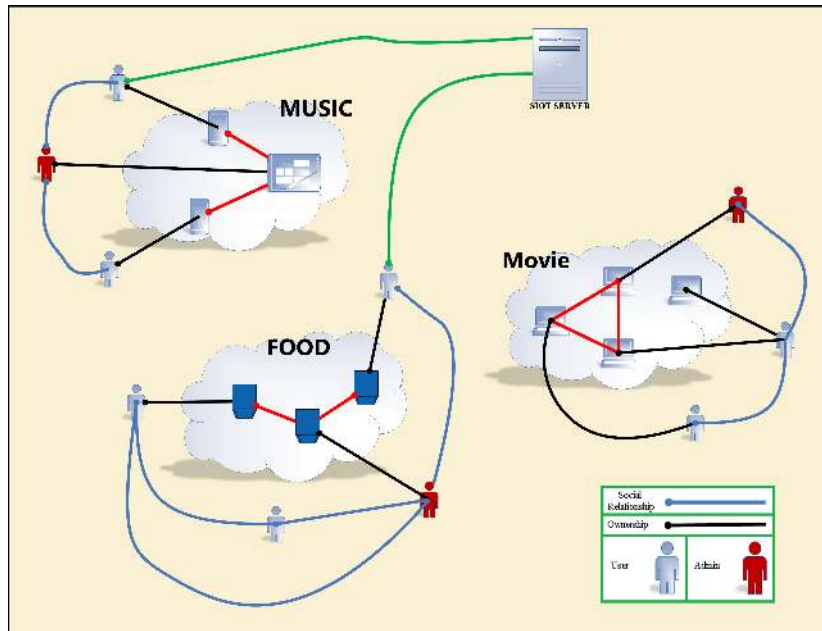 SIOT SERVER
MUSIC
Movie
FOOD
Social
Relationship
Ownership
User
Admin